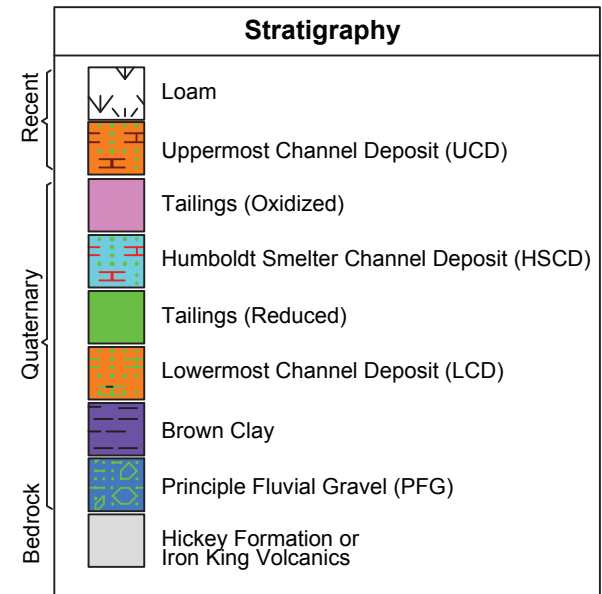 Stratigraphy
Recent
Loam
Uppermost Channel Deposit (UCD)
Quaternary
Tailings (Oxidized)
Humboldt Smelter Channel Deposit (HSCD)
Tailings (Reduced)
Lowermost Channel Deposit (LCD)
Brown Clay
Principle Fluvial Gravel (PFG)
Bedrock
Hickey Formation or
Iron King Volcanics